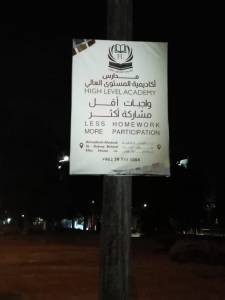 مدارس
أكاديمية المستوى العالي
HIGH LEVEL ACADEMY
واجبات أقل
مشاركة أكثر
LESS HOMEWORK
MORE PARTICIPATION